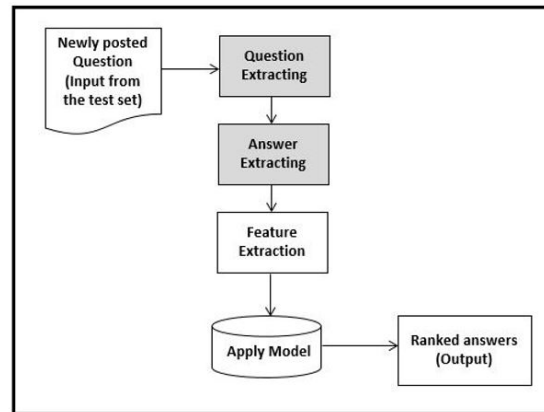 Newly posted
Question
(Input from
the test set)
Question
Extracting
Answer
Extracting
Feature
Extraction
Apply Model
Ranked answers
(Output)